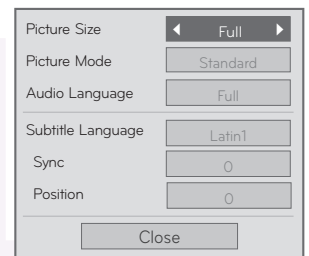 Picture Size ◀ Full ▶
Picture Mode Standard
Audio Language Full
Subtitle Language Latin1
Sync 0
Position 0
Close